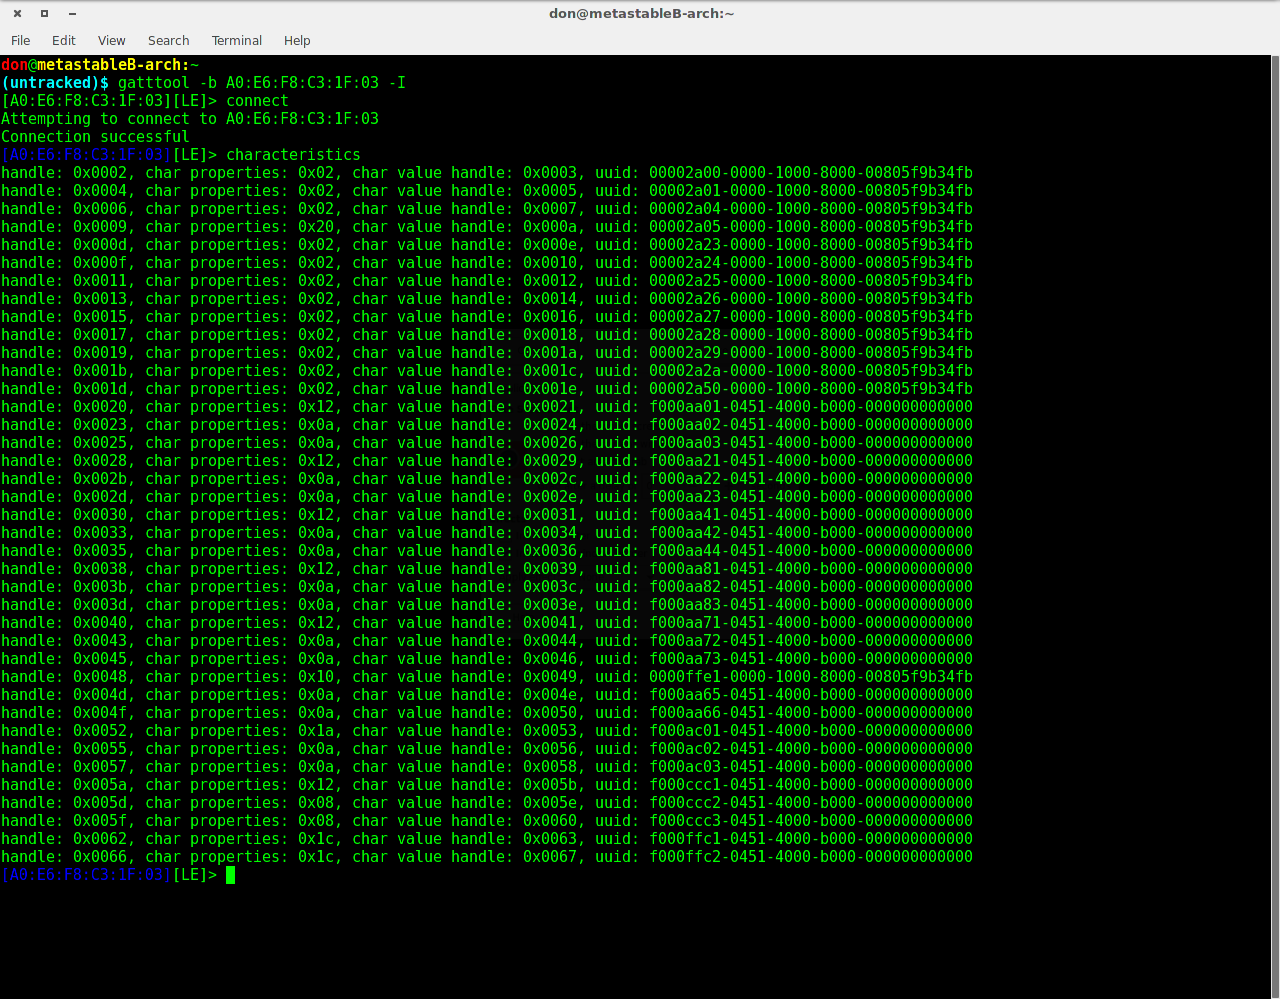 don@metastableB-arch:~
File Edit View Search Terminal Help
don@metastableB-arch:~
(untracked)$ gatttool -b A0:E6:F8:C3:1F:03 -I
[A0:E6:F8:C3:1F:03][LE]> connect
Attempting to connect to A0:E6:F8:C3:1F:03
Connection successful
[A0:E6:F8:C3:1F:03][LE]> characteristics
handle: 0x0002, char properties: 0x02, char value handle: 0x0003, uuid: 00002a00-0000-1000-8000-00805f9b34fb
handle: 0x0004, char properties: 0x02, char value handle: 0x0005, uuid: 00002a01-0000-1000-8000-00805f9b34fb
handle: 0x0006, char properties: 0x02, char value handle: 0x0007, uuid: 00002a04-0000-1000-8000-00805f9b34fb
handle: 0x0009, char properties: 0x20, char value handle: 0x000a, uuid: 00002a05-0000-1000-8000-00805f9b34fb
handle: 0x000d, char properties: 0x02, char value handle: 0x000e, uuid: 00002a23-0000-1000-8000-00805f9b34fb
handle: 0x000f, char properties: 0x02, char value handle: 0x0010, uuid: 00002a24-0000-1000-8000-00805f9b34fb
handle: 0x0011, char properties: 0x02, char value handle: 0x0012, uuid: 00002a25-0000-1000-8000-00805f9b34fb
handle: 0x0013, char properties: 0x02, char value handle: 0x0014, uuid: 00002a26-0000-1000-8000-00805f9b34fb
handle: 0x0015, char properties: 0x02, char value handle: 0x0016, uuid: 00002a27-0000-1000-8000-00805f9b34fb
handle: 0x0017, char properties: 0x02, char value handle: 0x0018, uuid: 00002a28-0000-1000-8000-00805f9b34fb
handle: 0x0019, char properties: 0x02, char value handle: 0x001a, uuid: 00002a29-0000-1000-8000-00805f9b34fb
handle: 0x001b, char properties: 0x02, char value handle: 0x001c, uuid: 00002a2a-0000-1000-8000-00805f9b34fb
handle: 0x001d, char properties: 0x02, char value handle: 0x001e, uuid: 00002a50-0000-1000-8000-00805f9b34fb
handle: 0x0020, char properties: 0x12, char value handle: 0x0021, uuid: f000aa01-0451-4000-b000-000000000000
handle: 0x0023, char properties: 0x0a, char value handle: 0x0024, uuid: f000aa02-0451-4000-b000-000000000000
handle: 0x0025, char properties: 0x0a, char value handle: 0x0026, uuid: f000aa03-0451-4000-b000-000000000000
handle: 0x0028, char properties: 0x12, char value handle: 0x0029, uuid: f000aa21-0451-4000-b000-000000000000
handle: 0x002b, char properties: 0x0a, char value handle: 0x002c, uuid: f000aa22-0451-4000-b000-000000000000
handle: 0x002d, char properties: 0x0a, char value handle: 0x002e, uuid: f000aa23-0451-4000-b000-000000000000
handle: 0x0030, char properties: 0x12, char value handle: 0x0031, uuid: f000aa41-0451-4000-b000-000000000000
handle: 0x0033, char properties: 0x0a, char value handle: 0x0034, uuid: f000aa42-0451-4000-b000-000000000000
handle: 0x0035, char properties: 0x0a, char value handle: 0x0036, uuid: f000aa44-0451-4000-b000-000000000000
handle: 0x0038, char properties: 0x12, char value handle: 0x0039, uuid: f000aa81-0451-4000-b000-000000000000
handle: 0x003b, char properties: 0x0a, char value handle: 0x003c, uuid: f000aa82-0451-4000-b000-000000000000
handle: 0x003d, char properties: 0x0a, char value handle: 0x003e, uuid: f000aa83-0451-4000-b000-000000000000
handle: 0x0040, char properties: 0x12, char value handle: 0x0041, uuid: f000aa71-0451-4000-b000-000000000000
handle: 0x0043, char properties: 0x0a, char value handle: 0x0044, uuid: f000aa72-0451-4000-b000-000000000000
handle: 0x0045, char properties: 0x0a, char value handle: 0x0046, uuid: f000aa73-0451-4000-b000-000000000000
handle: 0x0048, char properties: 0x10, char value handle: 0x0049, uuid: 0000ffe1-0000-1000-8000-00805f9b34fb
handle: 0x004d, char properties: 0x0a, char value handle: 0x004e, uuid: f000aa65-0451-4000-b000-000000000000
handle: 0x004f, char properties: 0x0a, char value handle: 0x0050, uuid: f000aa66-0451-4000-b000-000000000000
handle: 0x0052, char properties: 0x1a, char value handle: 0x0053, uuid: f000ac01-0451-4000-b000-000000000000
handle: 0x0055, char properties: 0x0a, char value handle: 0x0056, uuid: f000ac02-0451-4000-b000-000000000000
handle: 0x0057, char properties: 0x0a, char value handle: 0x0058, uuid: f000ac03-0451-4000-b000-000000000000
handle: 0x005a, char properties: 0x12, char value handle: 0x005b, uuid: f000ccc1-0451-4000-b000-000000000000
handle: 0x005d, char properties: 0x08, char value handle: 0x005e, uuid: f000ccc2-0451-4000-b000-000000000000
handle: 0x005f, char properties: 0x08, char value handle: 0x0060, uuid: f000ccc3-0451-4000-b000-000000000000
handle: 0x0062, char properties: 0x1c, char value handle: 0x0063, uuid: f000ffc1-0451-4000-b000-000000000000
handle: 0x0066, char properties: 0x1c, char value handle: 0x0067, uuid: f000ffc2-0451-4000-b000-000000000000
[A0:E6:F8:C3:1F:03][LE]>